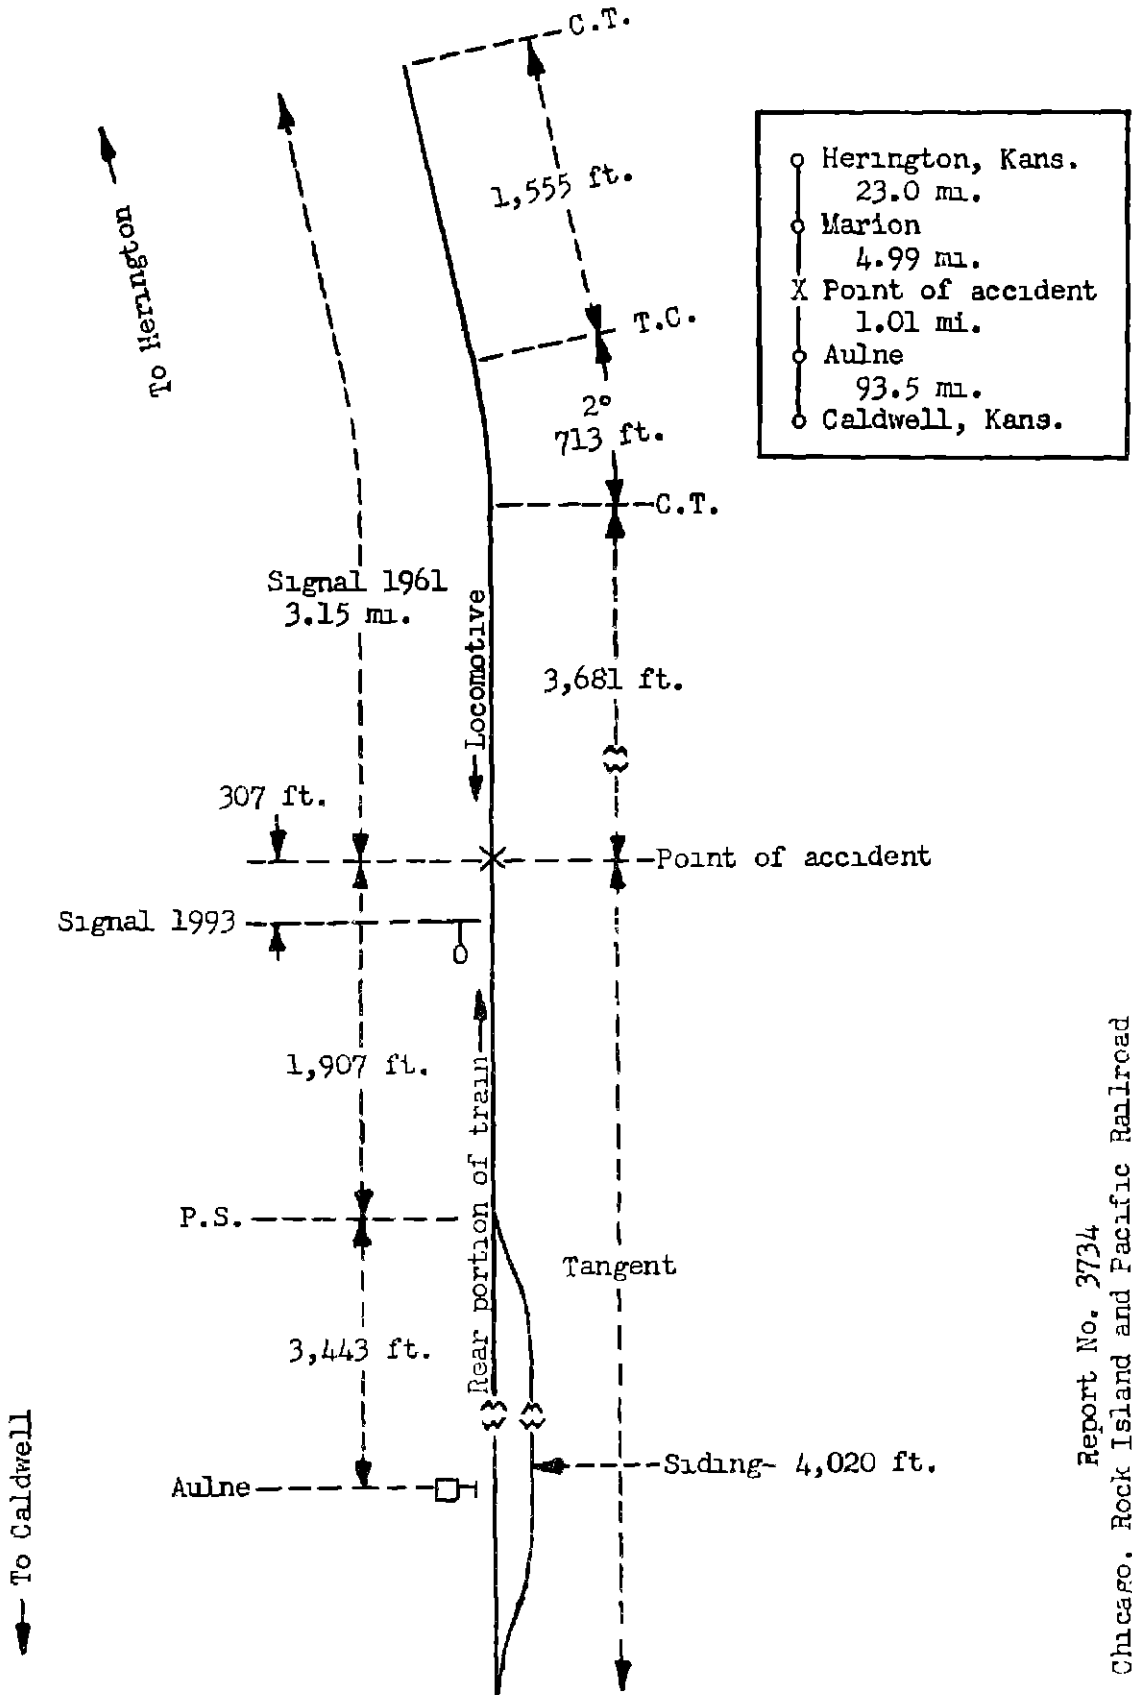 C.T.
1,555 ft.
To Herington
T.C.
2°
713 ft.
C.T.
Herington, Kans.
23.0 mi.
Marion
4.99 mi.
X Point of accident
1.01 mi.
Aulne
93.5 mi.
Caldwell, Kans.
Signal 1961
3.15 mi.
Locomotive
3,681 ft.
307 ft.
Point of accident
Signal 1993
1,907 ft.
Rear portion of train
P.S.
Tangent
3,443 ft.
Aulne
Siding- 4,020 ft.
To Caldwell
Report No. 3734
Chicago, Rock Island and Pacific Railroad